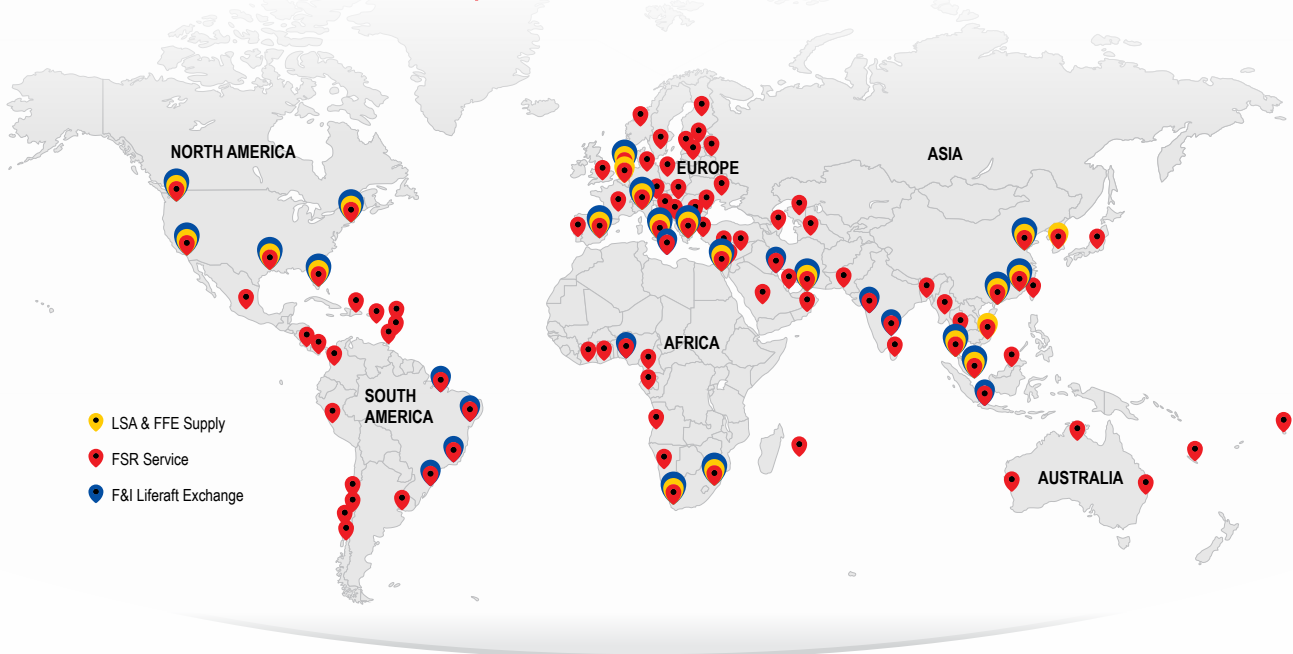 NORTH AMERICA
EUROPE
ASIA
AFRICA
SOUTH
AMERICA
AUSTRALIA
LSA & FFE Supply
FSR Service
F&I Liferaft Exchange